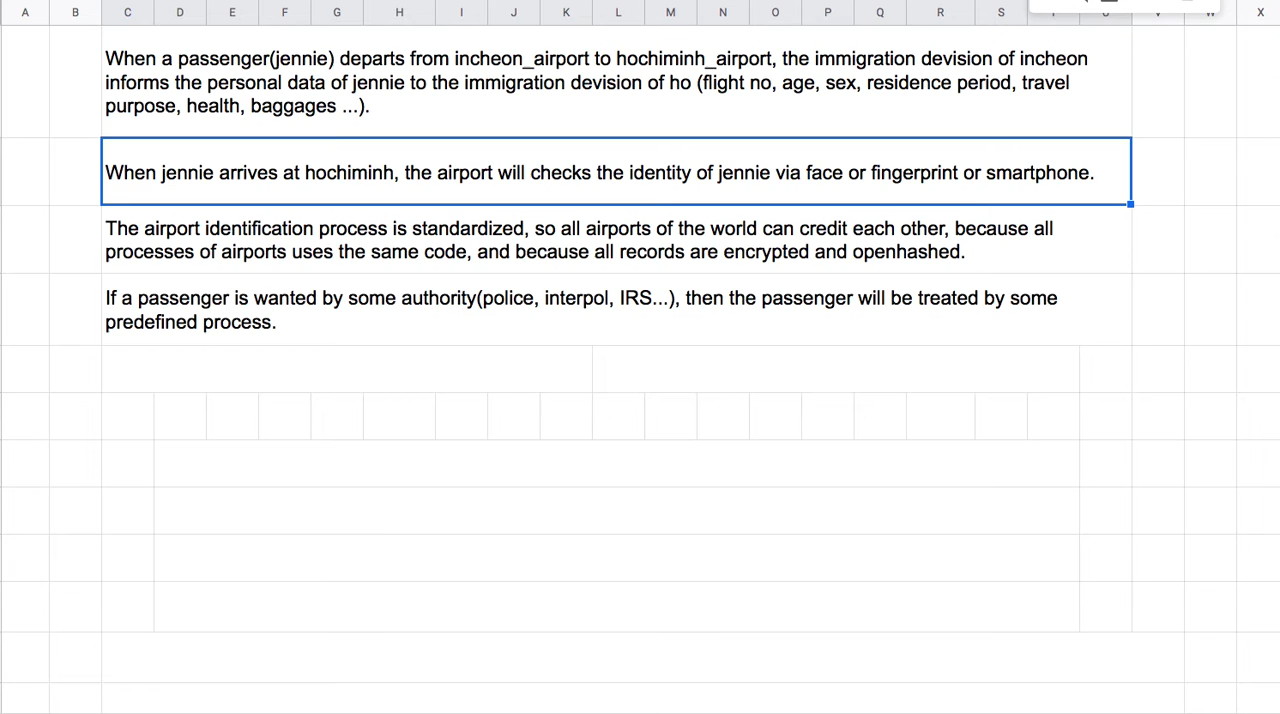 A B C D E F G H I J K L M N O P Q R S X
When a passenger(jennie) departs from incheon_airport to hochiminh_airport, the immigration devision of incheon
informs the personal data of jennie to the immigration devision of ho (flight no, age, sex, residence period, travel
purpose, health, baggages ...).
When jennie arrives at hochiminh, the airport will checks the identity of jennie via face or fingerprint or smartphone.
The airport identification process is standardized, so all airports of the world can credit each other, because all
processes of airports uses the same code, and because all records are encrypted and openhashed.
If a passenger is wanted by some authority(police, interpol, IRS...), then the passenger will be treated by some
predefined process.